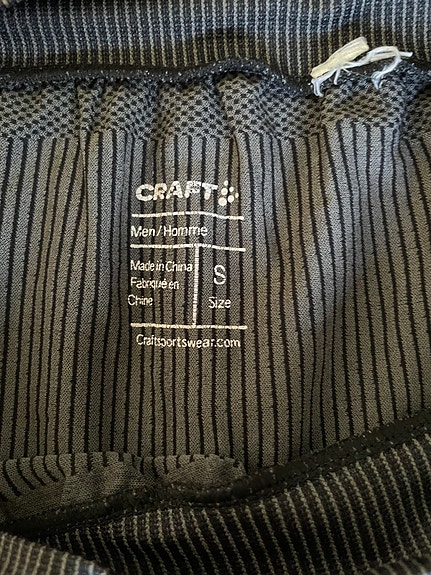 CRAFT
Men/Homme
Made in China
Fabriqué en
Chine
S
Size
Craftsportswear.com